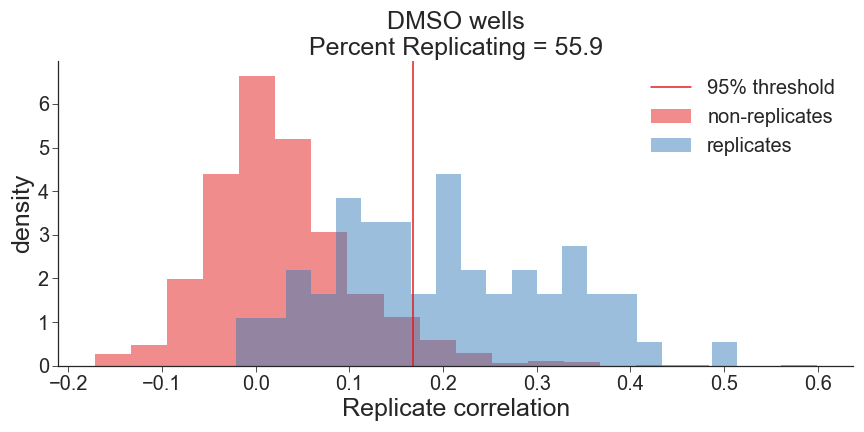 DMSO wells
Percent Replicating = 55.9
95% threshold
non-replicates
replicates
density
6
5
4
3
2
1
0
−0.2 −0.1 0.0 0.1 0.2 0.3 0.4 0.5 0.6
Replicate correlation